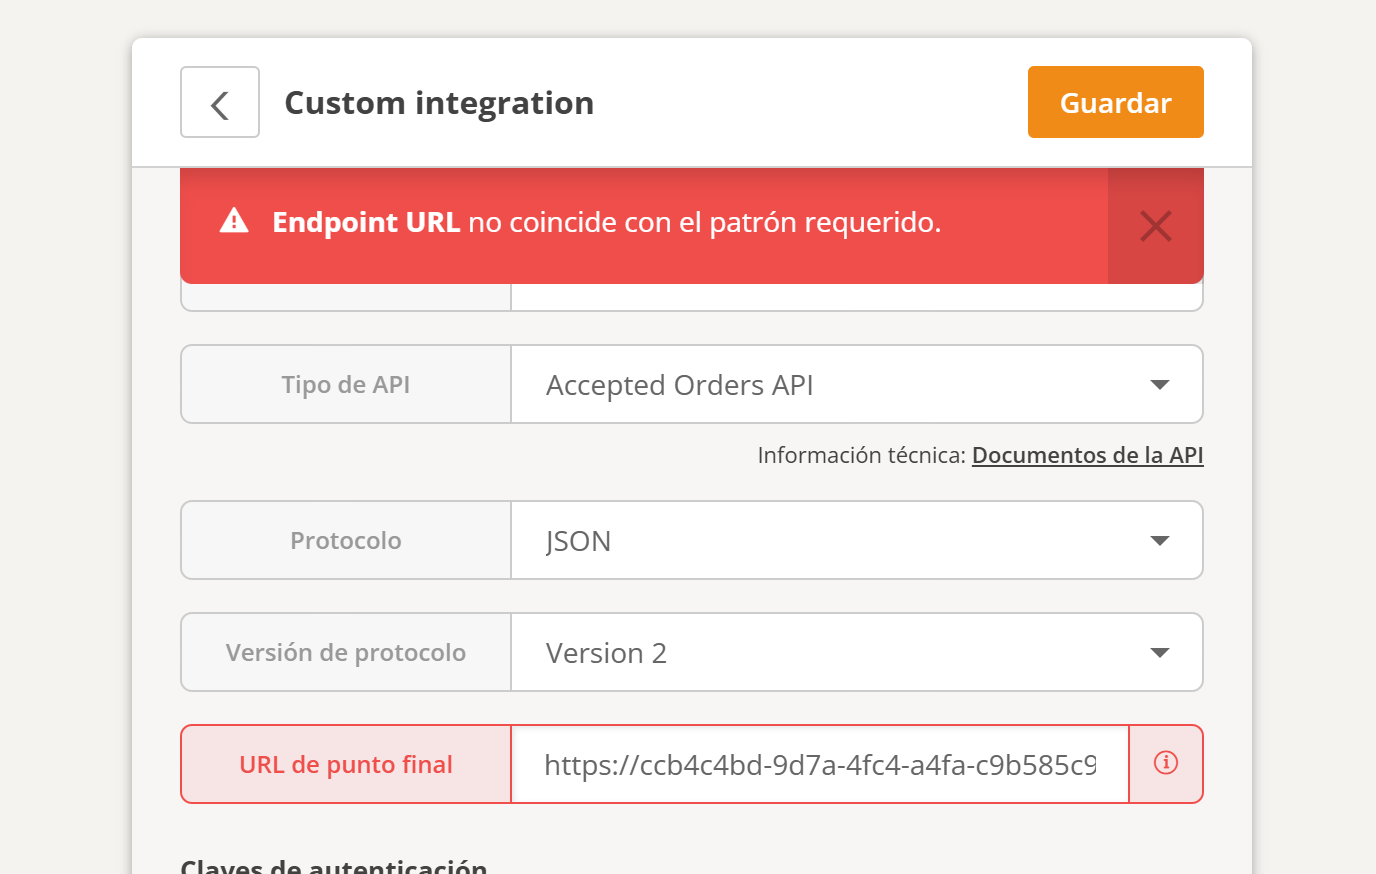 Custom integration
Guardar
Endpoint URL no coincide con el patrón requerido.
Tipo de API
Accepted Orders API
Información técnica: Documentos de la API
Protocolo
JSON
Versión de protocolo
Version 2
URL de punto final
https://ccb4c4bd-9d7a-4fc4-a4fa-c9b585c9
Claves de autenticación